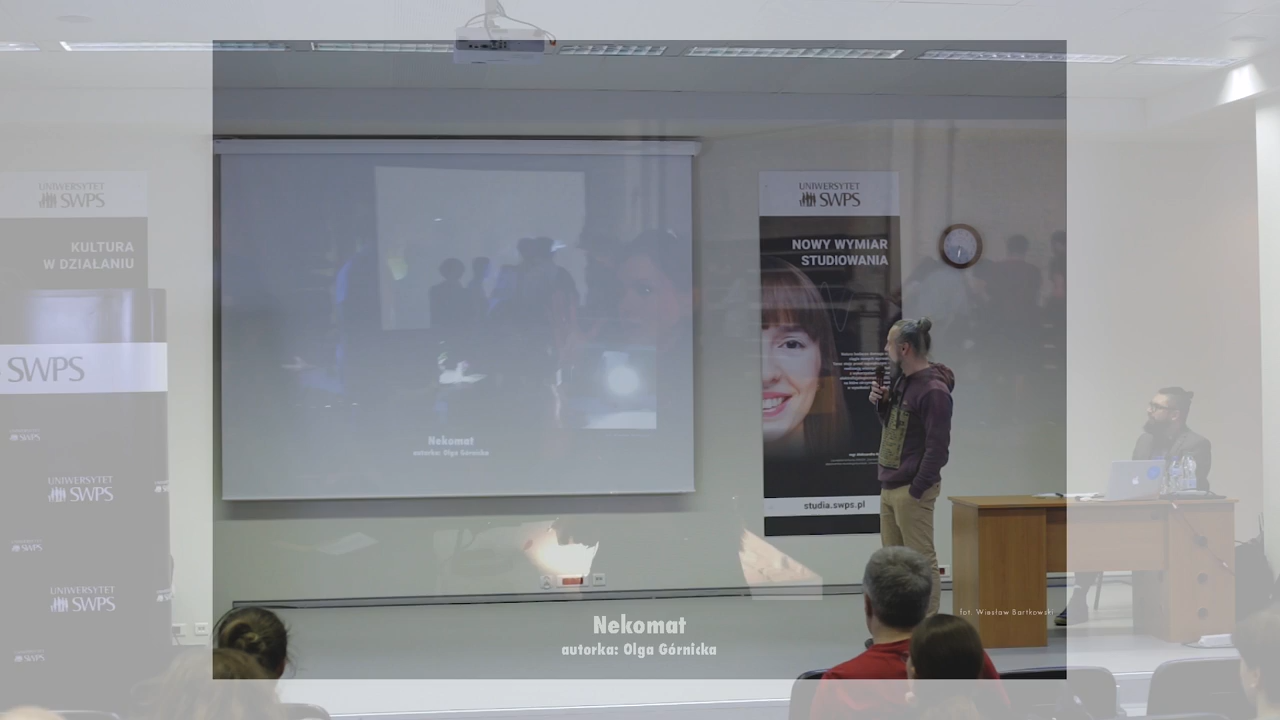 UNIWERSYTET
SWPS
KULTURA
W DZIAŁANIU
SWPS
UNIWERSYTET
SWPS
UNIWERSYTET
SWPS
UNIWERSYTET
SWPS
NOWY WYMIAR
STUDIOWANIA
studia.swps.pl
Nekomat
autorka: Olga Górnicka
fot. Wiesław Bartkowski
Nekomat
autorka: Olga Górnicka